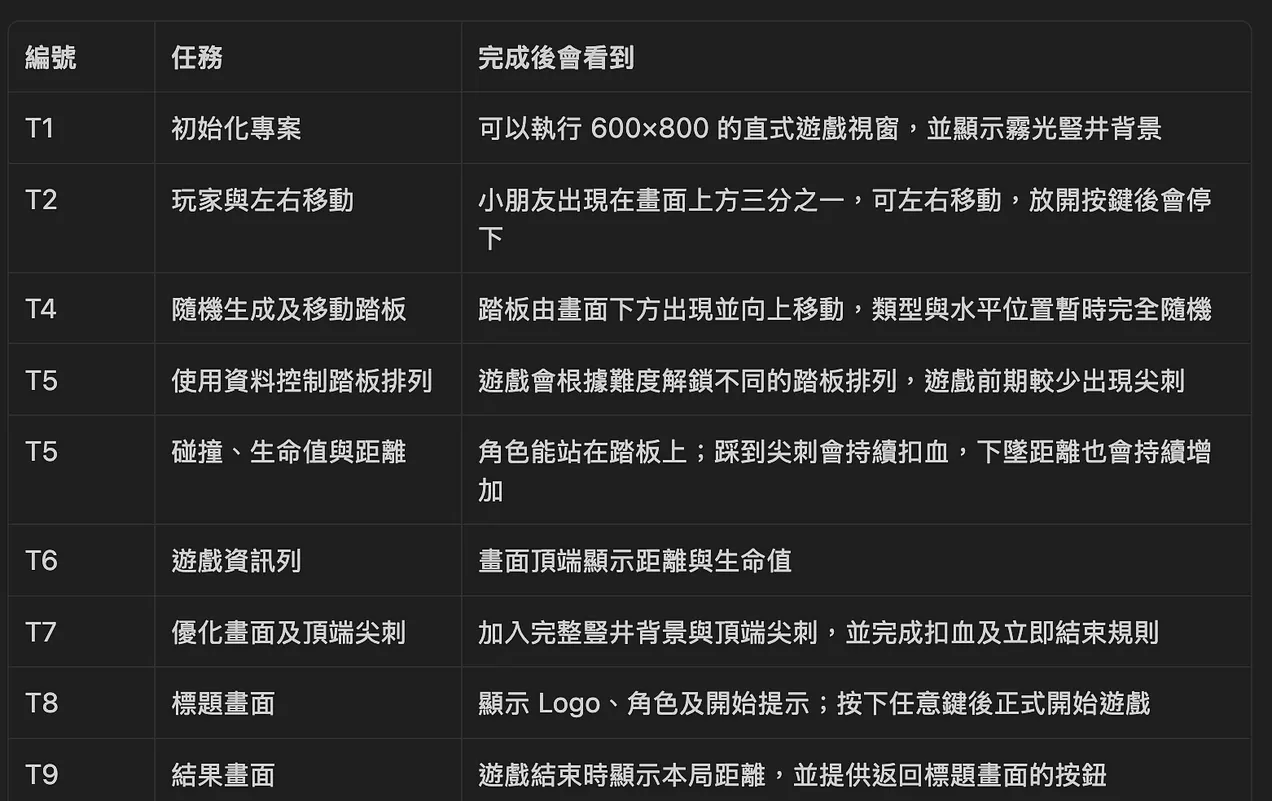 編號 任務 完成後會看到
T1 初始化專案 可以執行 600×800 的直式遊戲視窗，並顯示霧光豎井背景
T2 玩家與左右移動 小朋友出現在畫面上方三分之一，可左右移動，放開按鍵後會停
下
T4 隨機生成及移動踏板 踏板由畫面下方出現並向上移動，類型與水平位置暫時完全隨機
T5 使用資料控制踏板排列 遊戲會根據難度解鎖不同的踏板排列，遊戲前期較少出現尖刺
T5 碰撞、生命值與距離 角色能站在踏板上；踩到尖刺會持續扣血，下墜距離也會持續增
加
T6 遊戲資訊列 畫面頂端顯示距離與生命值
T7 優化畫面及頂端尖刺 加入完整豎井背景與頂端尖刺，並完成扣血及立即結束規則
T8 標題畫面 顯示 Logo、角色及開始提示；按下任意鍵後正式開始遊戲
T9 結果畫面 遊戲結束時顯示本局距離，並提供返回標題畫面的按鈕